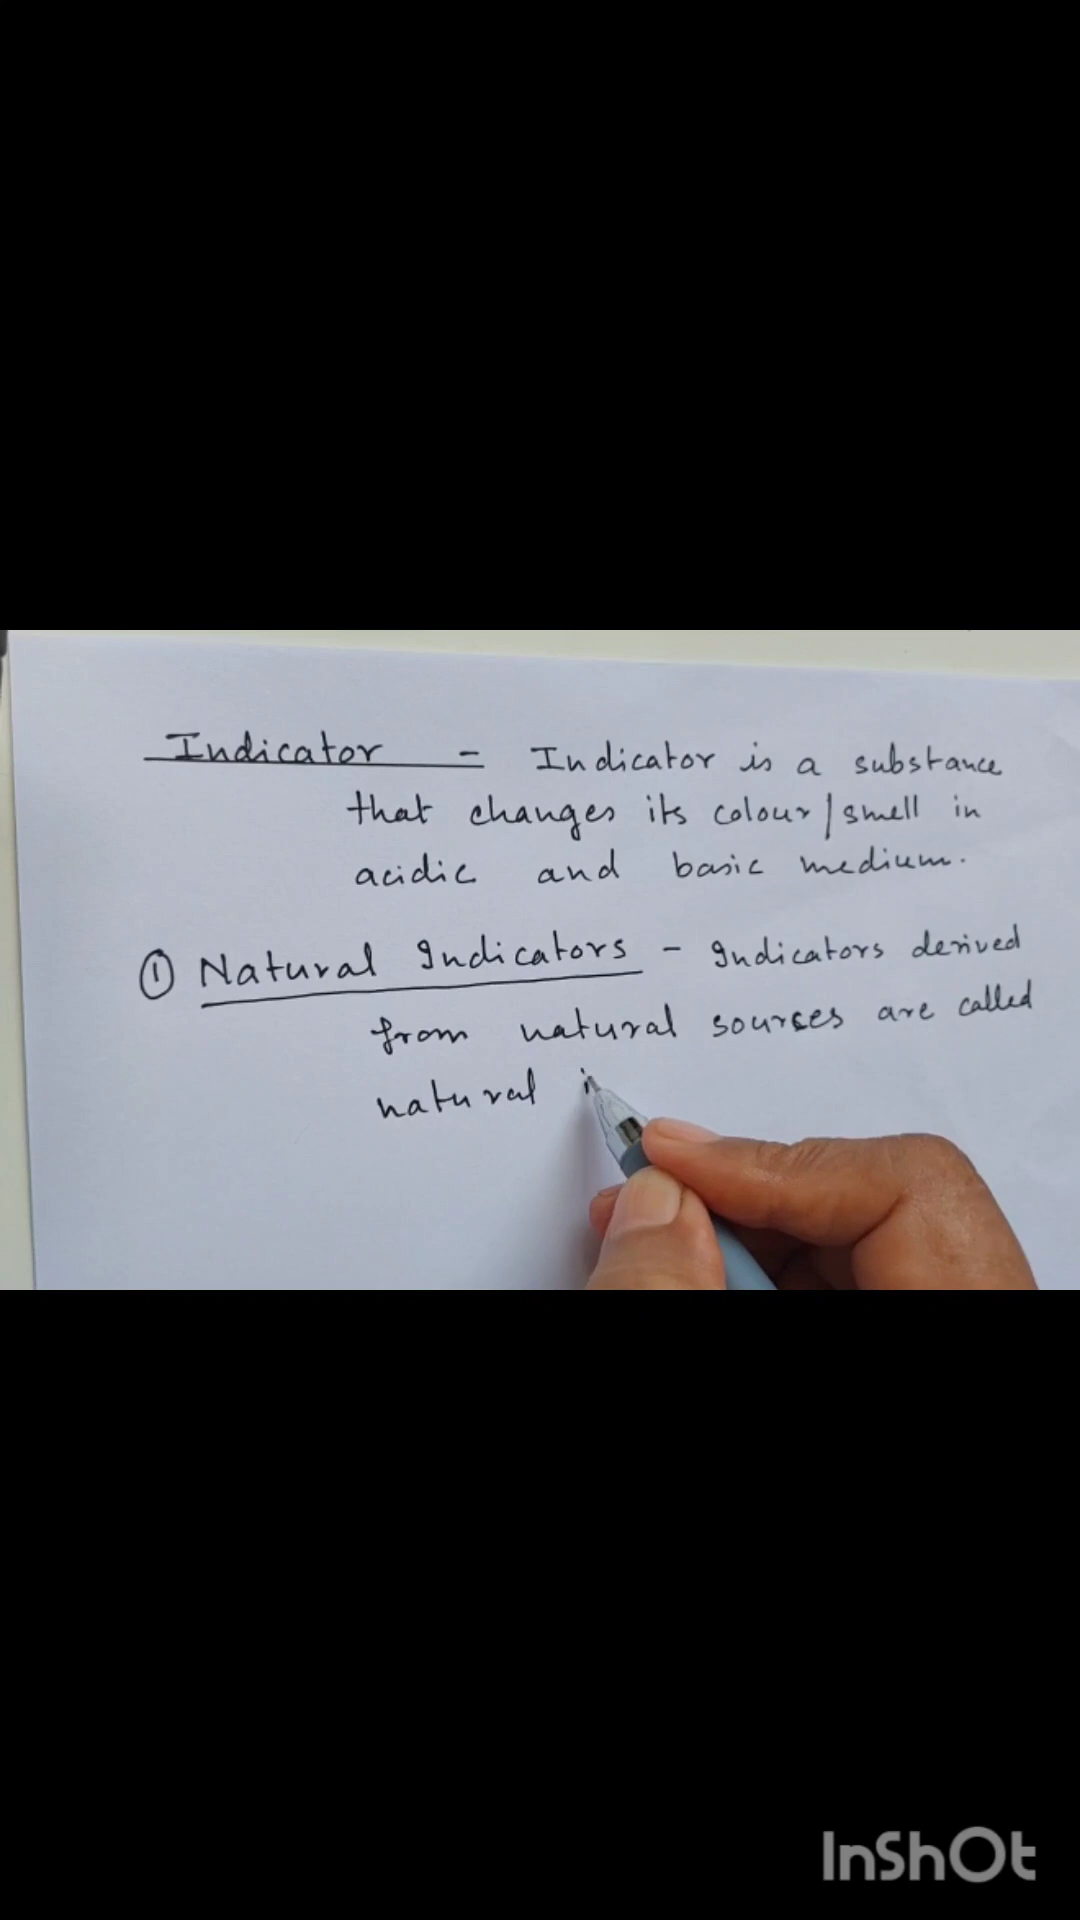 Indicator - Indicator is a substance
that changes its colour/smell in
acidic and basic medium.
① Natural Indicators - Indicators derived
from natural sources are called
natural i
InShOt